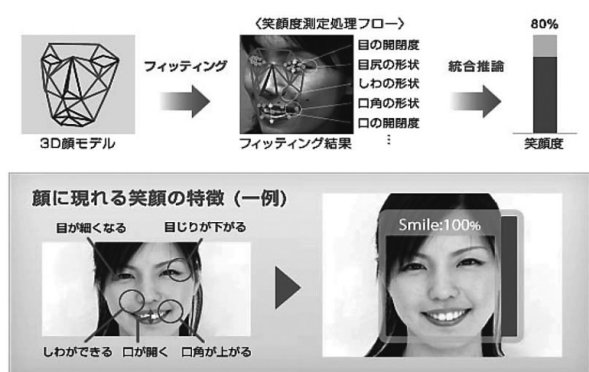 〈笑顔度測定処理フロー〉
80%
フィッティング
目の開閉度
目尻の形状
しわの形状
口角の形状
口の開閉度
⋮
統合推論
3D顔モデル
フィッティング結果
笑顔度
顔に現れる笑顔の特徴（一例）
目が細くなる
目じりが下がる
しわができる
口が開く
口角が上がる
Smile:100%